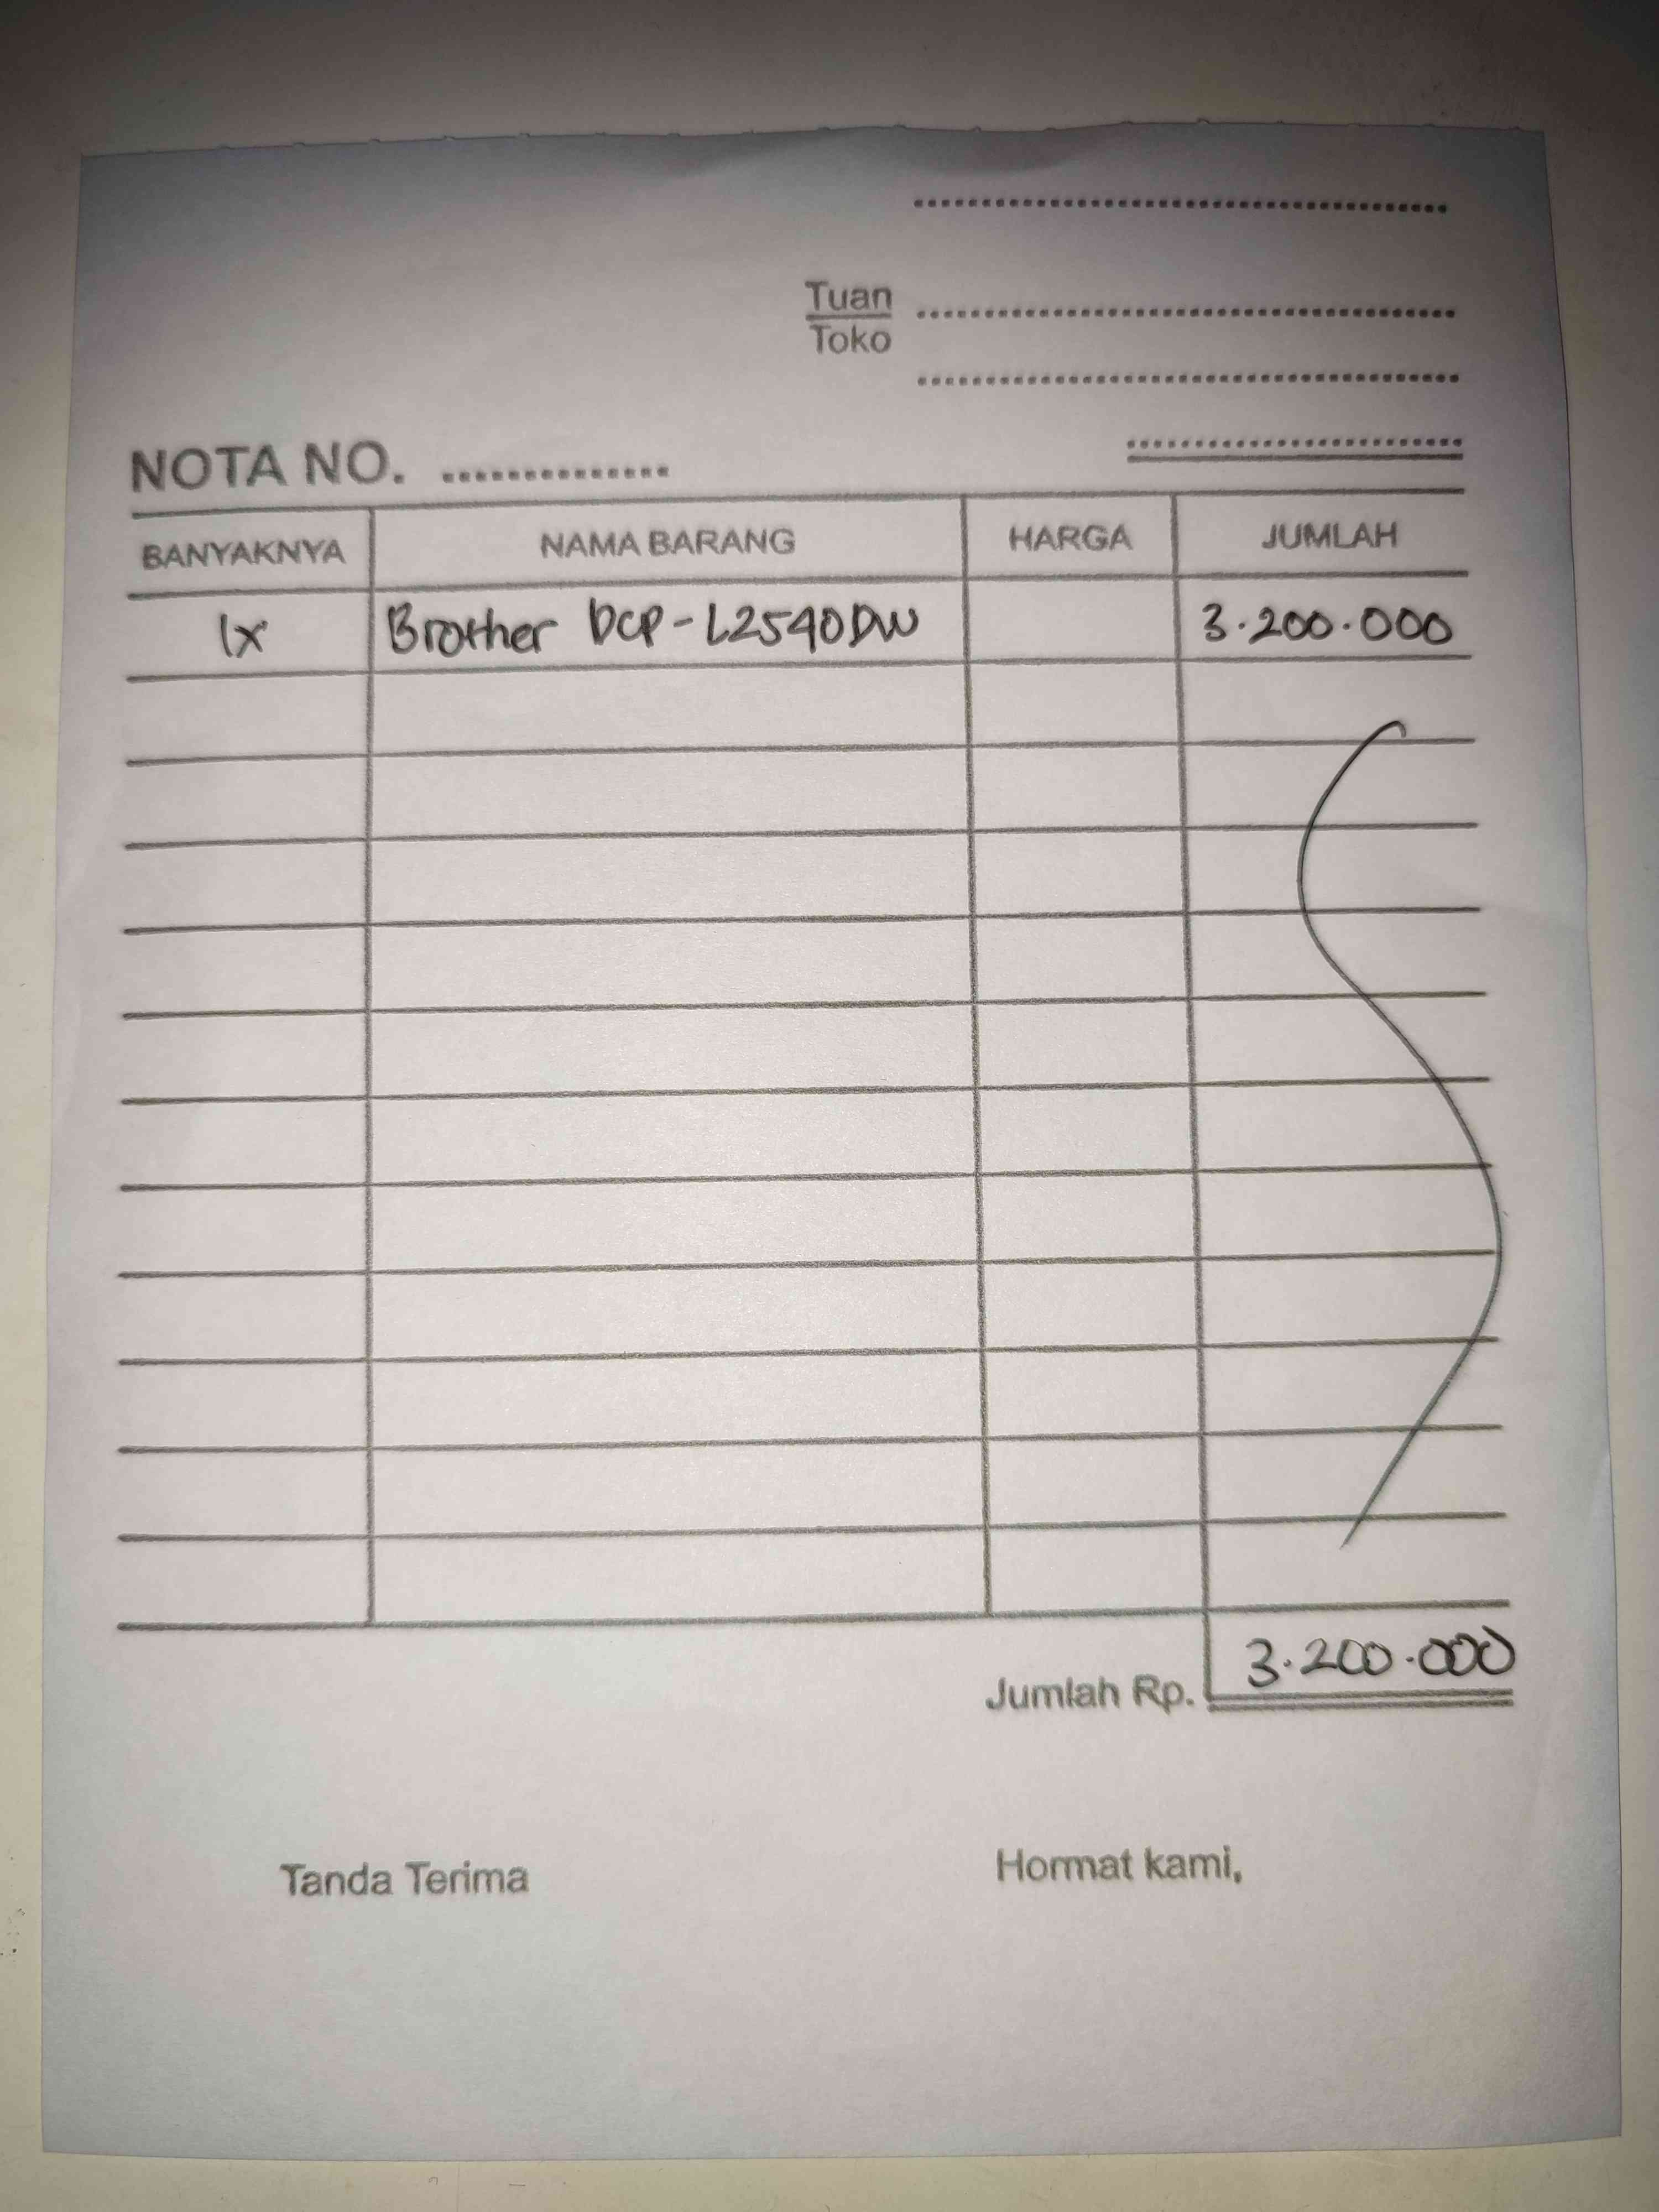 Tuan
Toko
NOTA NO. ..............
BANYAKNYA NAMA BARANG HARGA JUMLAH
1x Brother DCP-L2540DW 3.200.000
Jumlah Rp. 3.200.000
Tanda Terima Hormat kami,